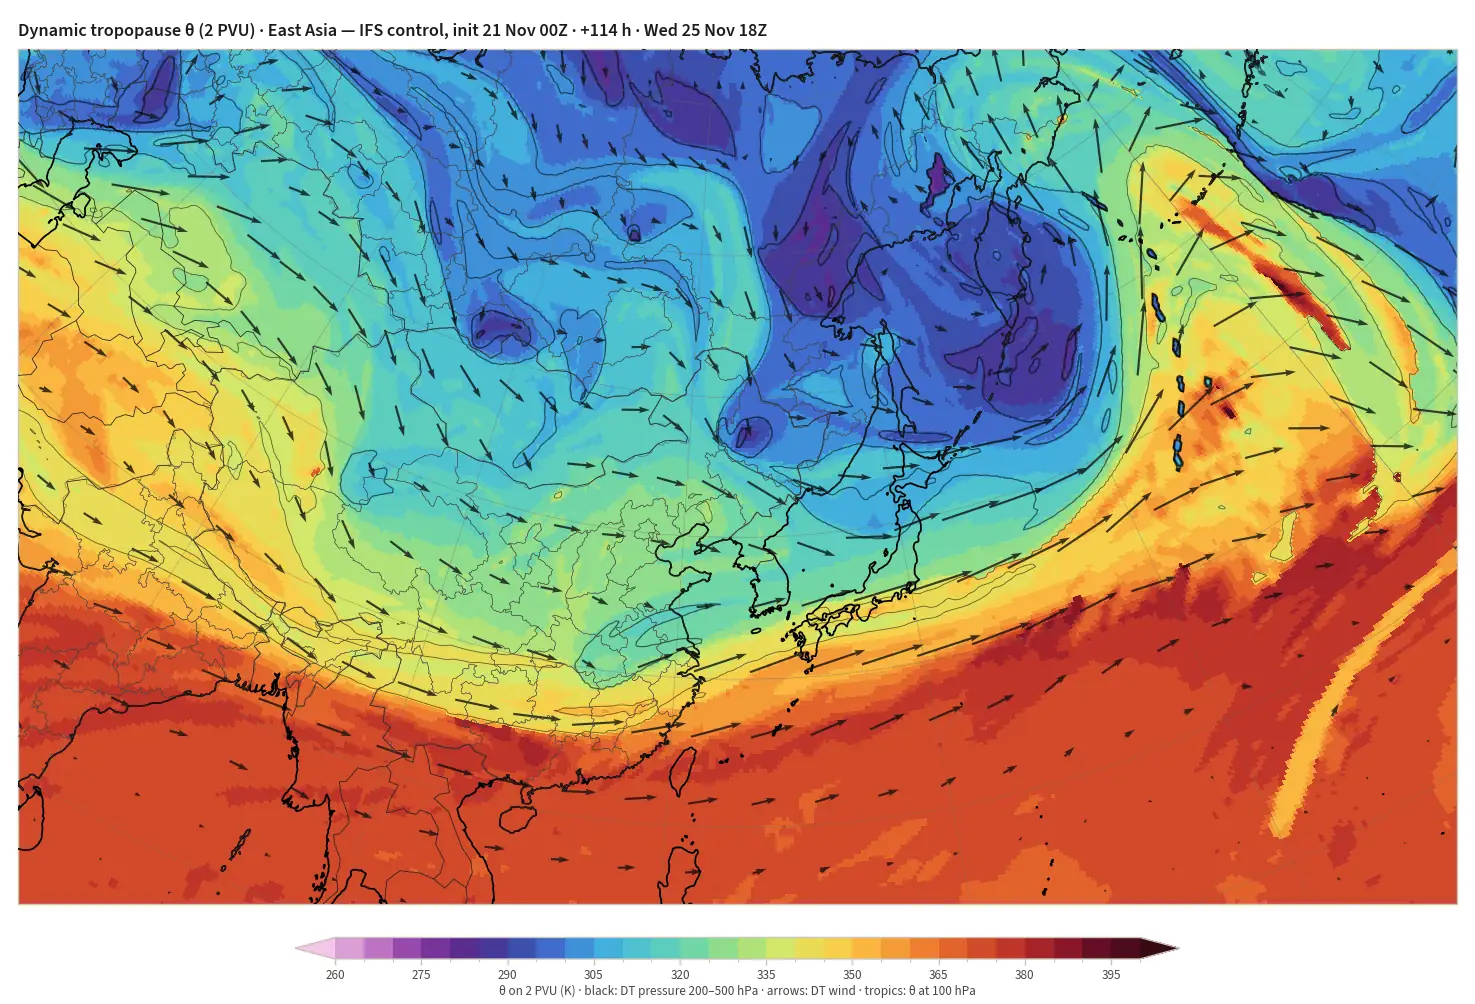 Dynamic tropopause θ (2 PVU) · East Asia — IFS control, init 21 Nov 00Z · +114 h · Wed 25 Nov 18Z
260 275 290 305 320 335 350 365 380 395
θ on 2 PVU (K) · black: DT pressure 200–500 hPa · arrows: DT wind · tropics: θ at 100 hPa